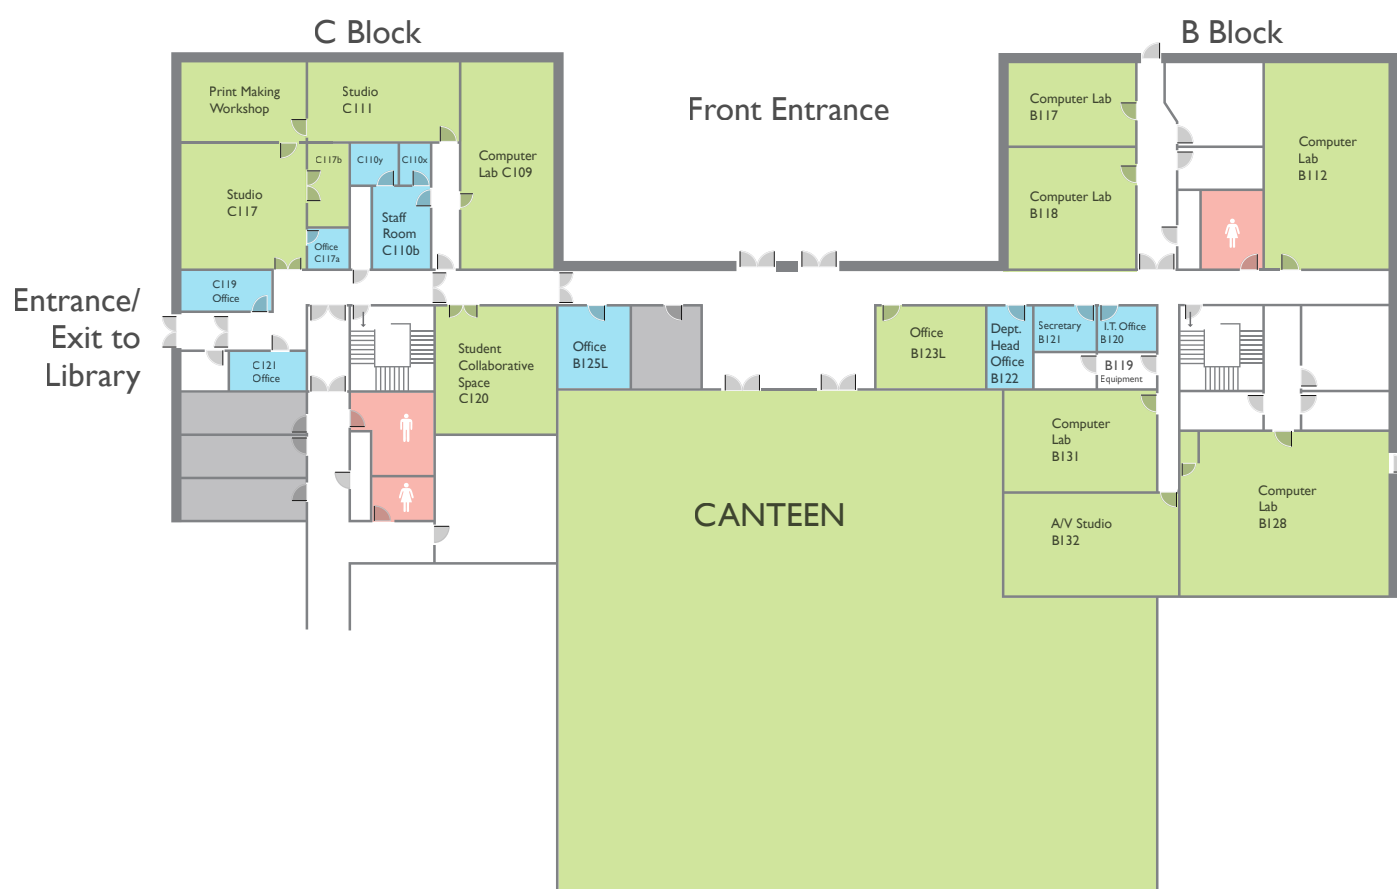 C Block
B Block
Front Entrance
Print Making
Workshop
Studio
C111
Computer
Lab C109
C117b
C110y
C110x
Studio
C117
Staff
Room
C110b
Office
C117a
C119
Office
Entrance/
Exit to
Library
C121
Office
Student
Collaborative
Space
C120
Office
B125L
Office
B123L
Dept.
Head
Office
B122
Secretary
B121
I.T. Office
B120
B119
Equipment
Computer Lab
B117
Computer Lab
B118
Computer
Lab
B112
Computer
Lab
B131
A/V Studio
B132
Computer
Lab
B128
CANTEEN